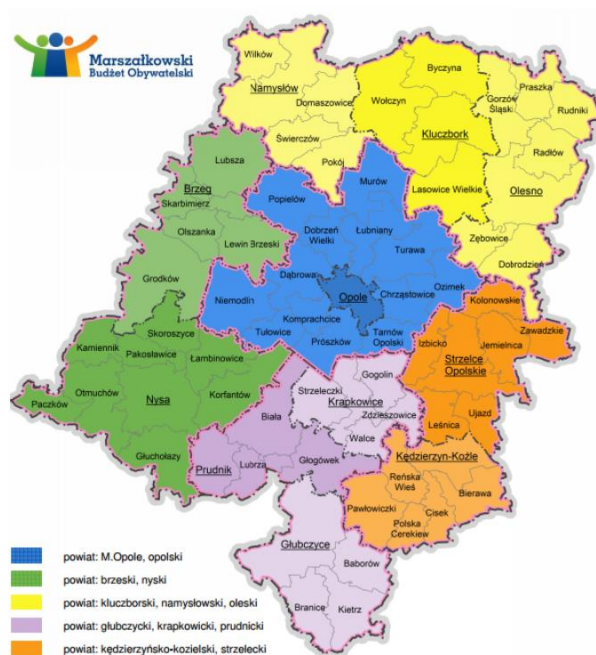 Marszałkowski
Budżet Obywatelski
Wilków
Namysłów
Domaszowice
Świerczów
Pokój
Byczyna
Wołczyn
Kluczbork
Lasowice Wielkie
Praszka
Gorzów
Śląski
Rudniki
Radłów
Olesno
Zębowice
Dobrodzień
Lubsza
Brzeg
Skarbimierz
Olszanka
Lewin Brzeski
Grodków
Murów
Popielów
Dobrzeń
Wielki
Łubniany
Turawa
Dąbrowa
Opole
Chrząstowice
Ozimek
Niemodlin
Komprachcice
Tułowice
Prószków
Tarnów
Opolski
Kolonowskie
Zawadzkie
Izbicko
Jemielnca
Strzelce
Opolskie
Ujazd
Leśnica
Skoroszyce
Kamiennik
Pakosławice
Łambinowice
Otmuchów
Nysa
Korfantów
Paczków
Głuchołazy
Gogolin
Strzeleczki
Krapkowice
Zdzieszowice
Walce
Biała
Prudnik
Lubrza
Głogówek
Kędzierzyn-Koźle
Reńska
Wieś
Bierawa
Pawłowiczki
Cisek
Polska
Cerekiew
Głubczyce
Baborów
Branice
Kietrz
powiat: M.Opole, opolski
powiat: brzeski, nyski
powiat: kluczborski, namysłowski, oleski
powiat: głubczycki, krapkowicki, prudnicki
powiat: kędzierzyńsko-kozielski, strzelecki